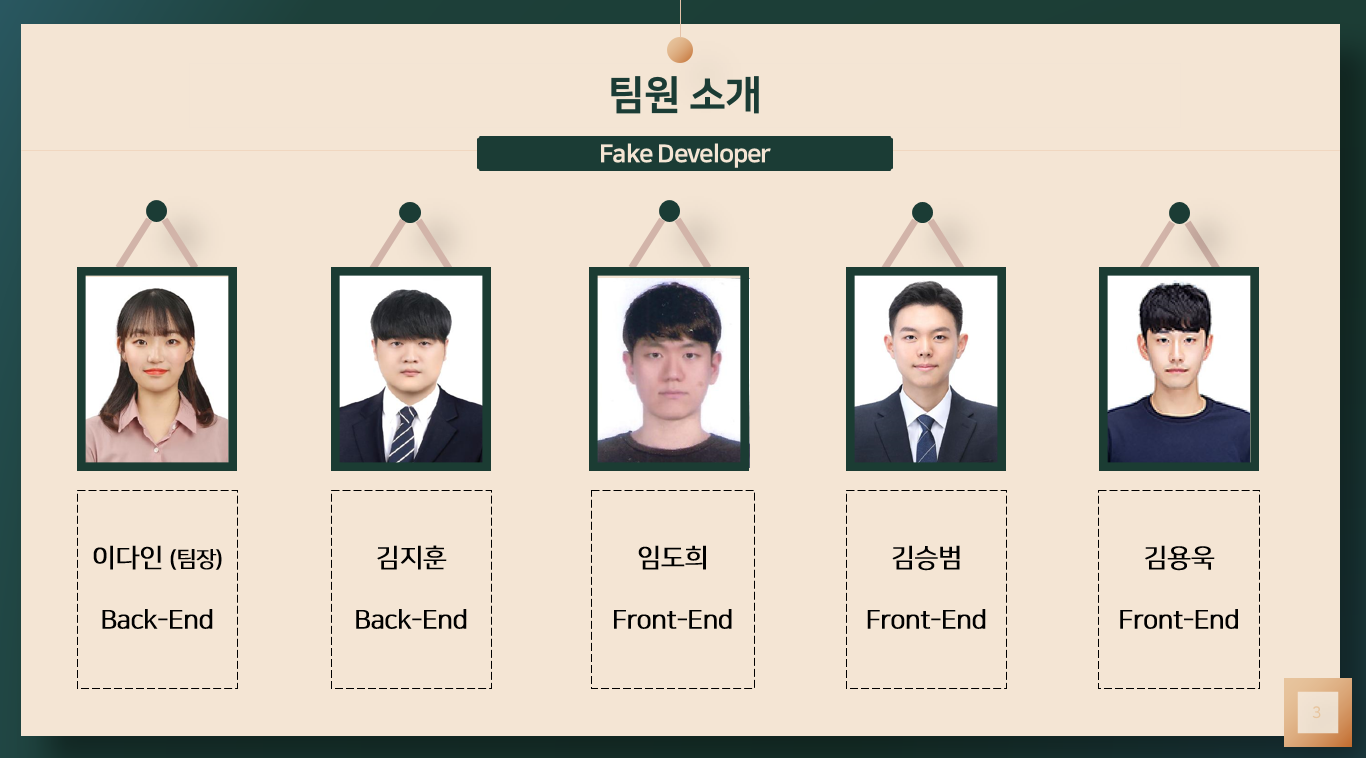 팀원 소개
Fake Developer
이다인 (팀장)
Back-End
김지훈
Back-End
임도희
Front-End
김승범
Front-End
김용욱
Front-End
3